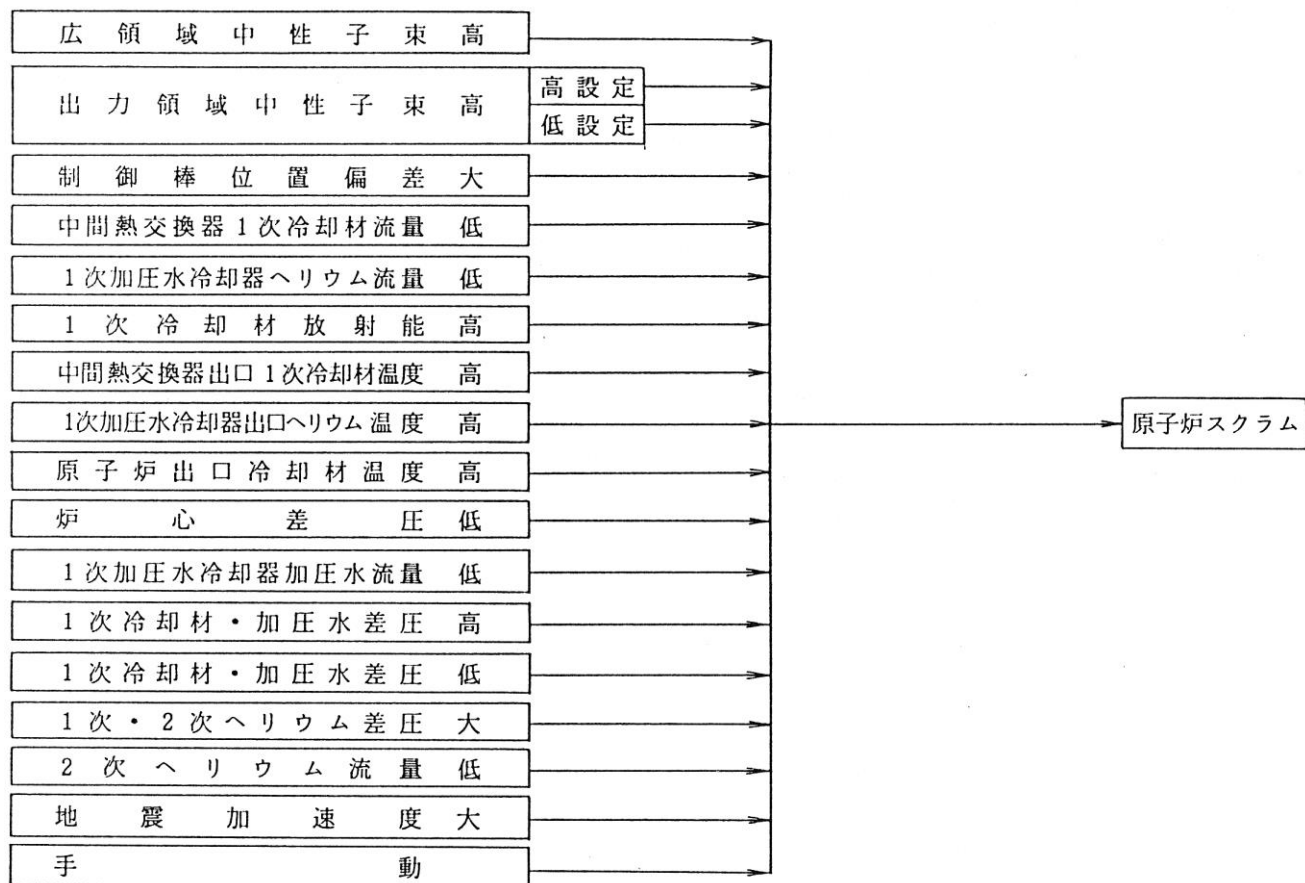 広領域中性子束高
出力領域中性子束高
高設定
低設定
制御棒位置偏差大
中間熱交換器1次冷却材流量 低
1次加圧水冷却器ヘリウム流量 低
1次冷却材放射能高
中間熱交換器出口1次冷却材温度 高
1次加圧水冷却器出口ヘリウム温度 高
原子炉スクラム
原子炉出口冷却材温度 高
炉心差圧低
1次加圧水冷却器加圧水流量 低
1次冷却材・加圧水差圧 高
1次冷却材・加圧水差圧 低
1次・2次ヘリウム差圧 大
2次ヘリウム流量低
地震加速度大
手動